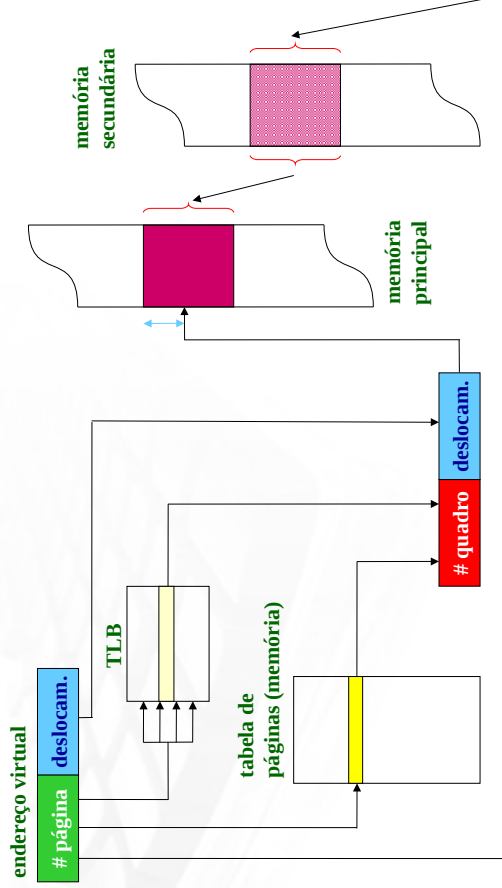 endereço virtual
# página
deslocam.
TLB
tabela de
páginas (memória)
# quadro
deslocam.
memória
principal
memória
secundária